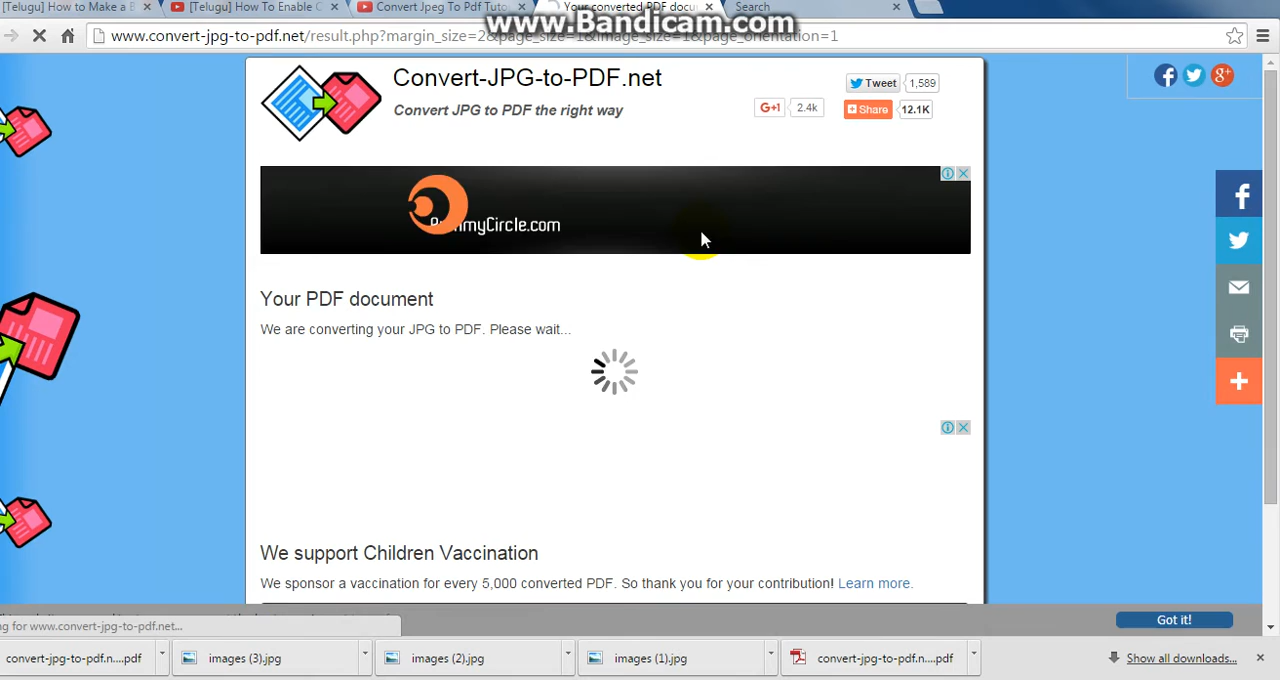 [Telugu] How to Make a B
[Telugu] How To Enable C
Convert Jpeg To Pdf Tuto
Your converted PDF docu
Search
www.Bandicam.com
www.convert-jpg-to-pdf.net/result.php?margin_size=2&page_size=1&image_size=1&page_orientation=1
Convert-JPG-to-PDF.net
Convert JPG to PDF the right way
Tweet 1,589
G+1 2.4k
Share 12.1K
RummyCircle.com
Your PDF document
We are converting your JPG to PDF. Please wait...
We support Children Vaccination
We sponsor a vaccination for every 5,000 converted PDF. So thank you for your contribution! Learn more.
Got it!
ng for www.convert-jpg-to-pdf.net...
convert-jpg-to-pdf.n....pdf
images (3).jpg
images (2).jpg
images (1).jpg
convert-jpg-to-pdf.n....pdf
Show all downloads...